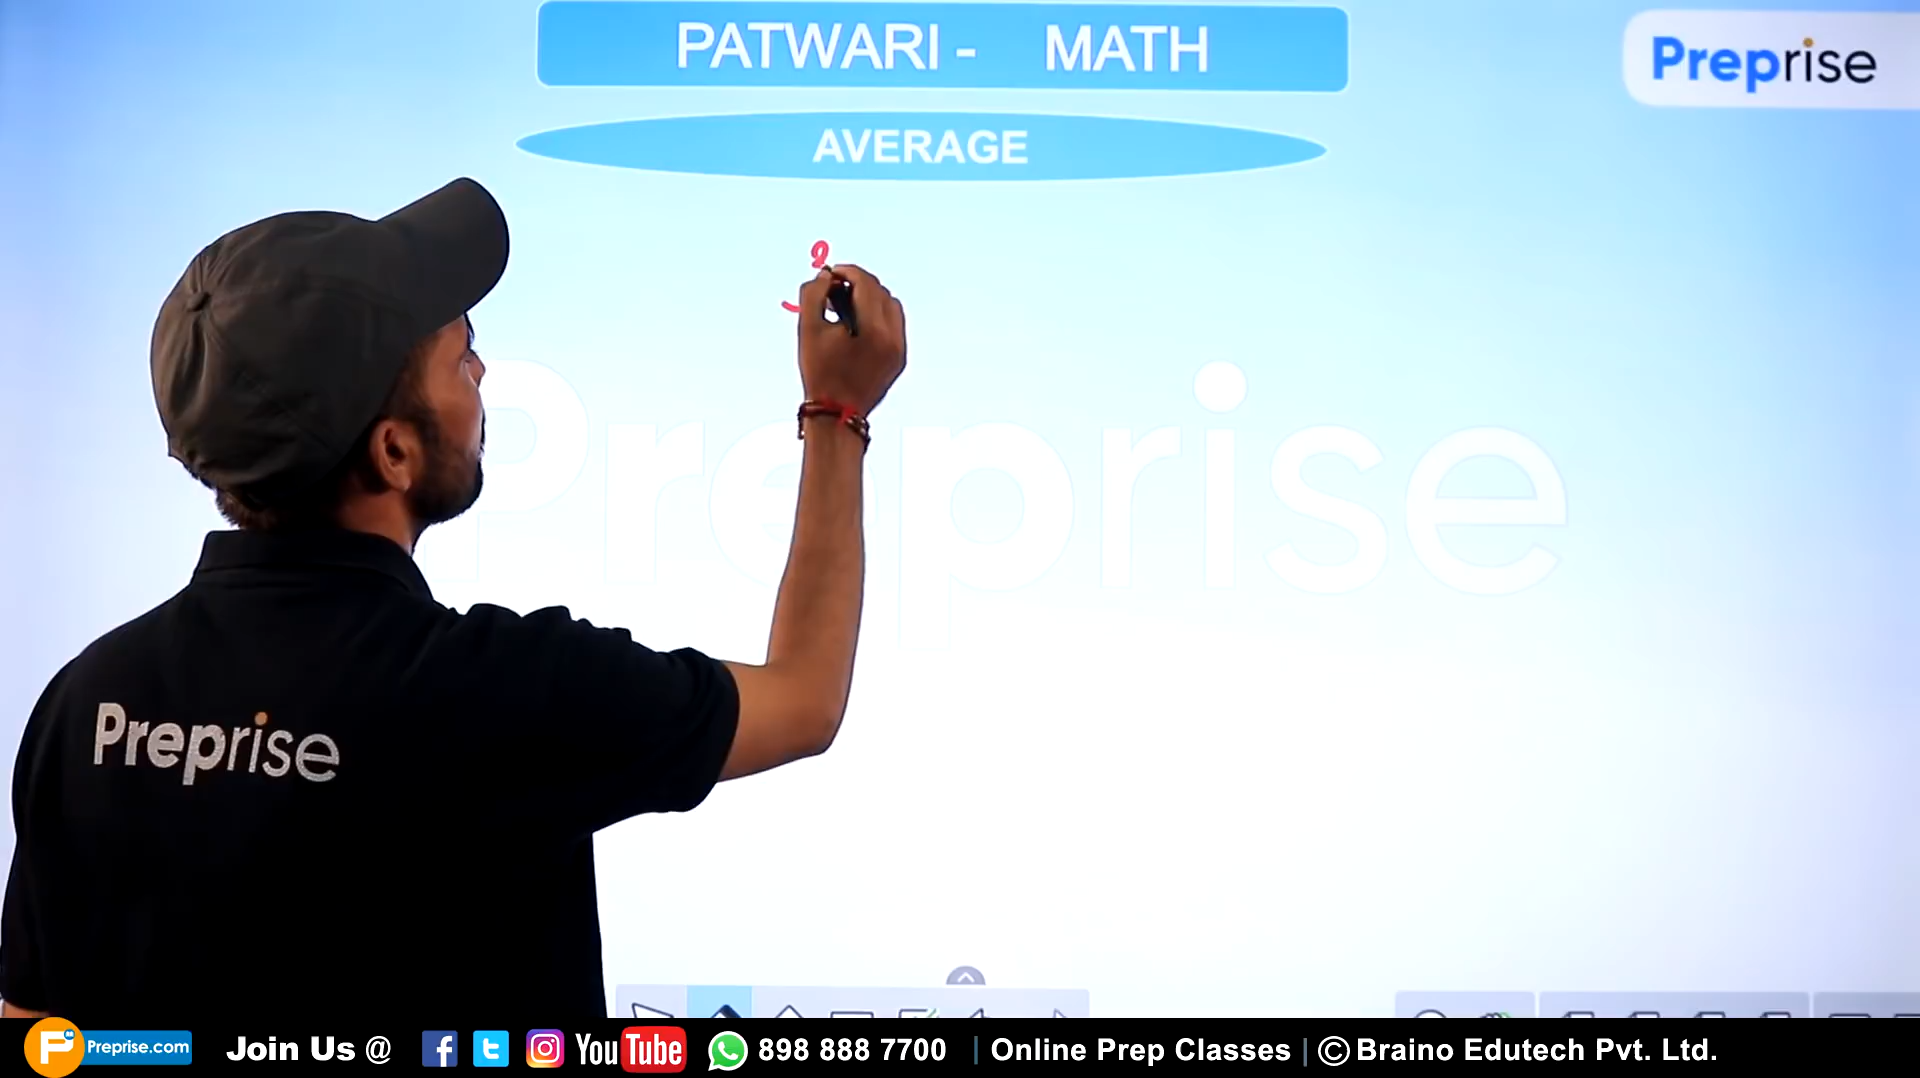 PATWARI - MATH
Preprise
AVERAGE
Preprise
Preprise
Preprise.com Join Us @ You Tube 898 888 7700 | Online Prep Classes | © Braino Edutech Pvt. Ltd.